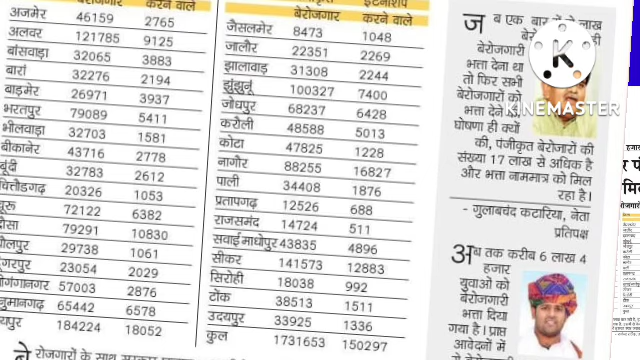 बेरोजगार करने वाले
अजमेर 46159 2765
अलवर 121785 9125
बांसवाड़ा 32065 3883
बारां 32276 2194
बाड़मेर 26971 3937
भरतपुर 79089 5411
भीलवाड़ा 32703 1581
बीकानेर 43716 2778
बूंदी 32783 2612
चित्तौडगढ़ 20326 1053
चूरू 72122 6382
दौसा 79291 10830
धौलपुर 29738 1061
डूंगरपुर 23054 2029
श्रीगंगानगर 57003 2876
हनुमानगढ़ 65442 6578
जयपुर 184224 18052
इंटर्नशिप
बेरोजगार करने वाले
जैसलमेर 8473 1048
जालौर 22351 2269
झालावाड़ 31308 2244
झुंझुनू 100327 7400
जोधपुर 68237 6428
करौली 48588 5013
कोटा 47825 1228
नागौर 88255 16827
पाली 34408 1876
प्रतापगढ़ 12526 688
राजसमंद 14724 511
सवाई माधोपुर 43835 4896
सीकर 141573 12883
सिरोही 18038 992
टोंक 38513 1511
उदयपुर 33925 1336
कुल 1731653 150297
जब एक लाख
बेरोजगारी
भत्ता देना था
तो फिर सभी
बेरोजगारों को
भत्ता देने की
घोषणा ही क्यों
की, पंजीकृत बेरोजारों की
संख्या 17 लाख से अधिक है
और भत्ता नाममात्र को मिल
रहा है।
- गुलाबचंद कटारिया, नेता
प्रतिपक्ष
अब तक करीब 6 लाख 4
हजार
युवाओं को
बेरोजगारी
भत्ता दिया
गया है। प्राप्त
आवेदनों में
बेरोजगारों के साथ सरकार
K
KINEMASTER